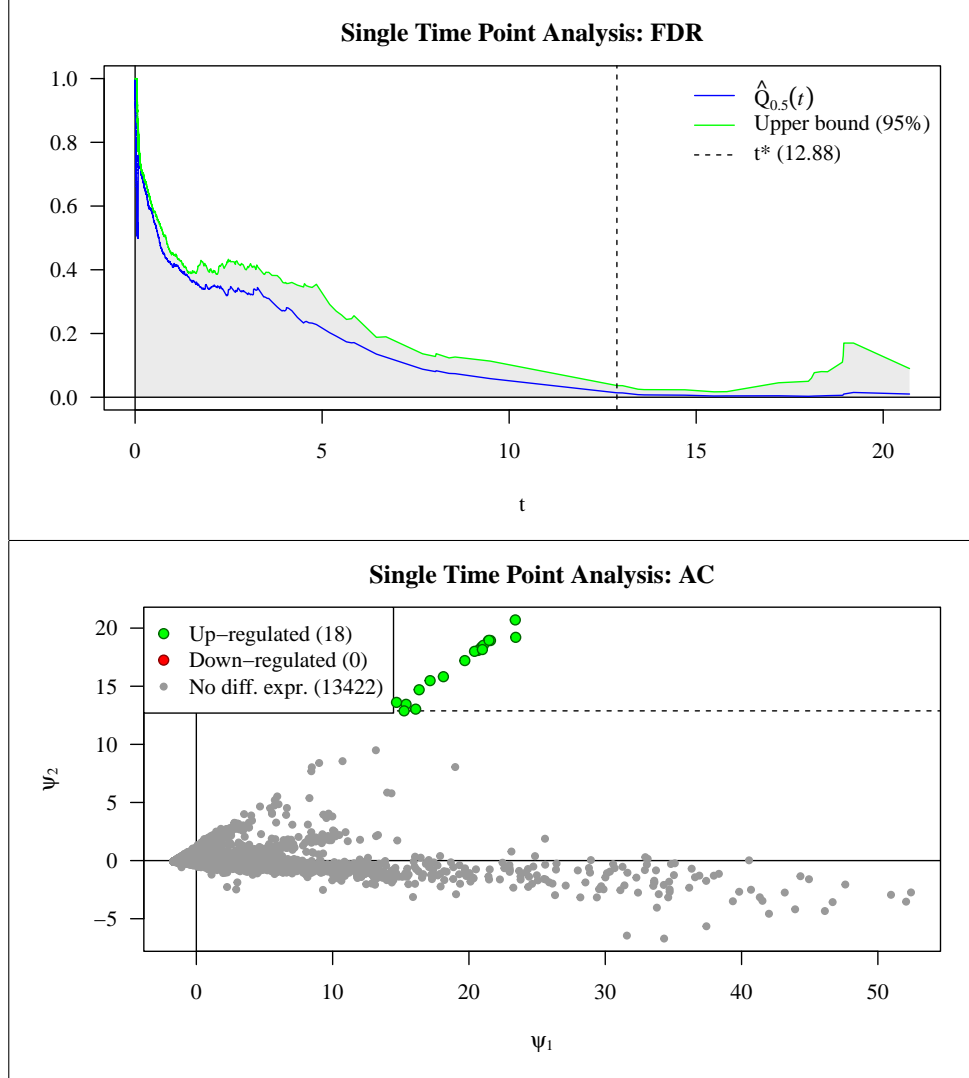 Single Time Point Analysis: FDR
1.0
0.8
0.6
0.4
0.2
0.0
Q̂0.5(t)
Upper bound (95%)
t* (12.88)
0 5 10 15 20
t
Single Time Point Analysis: AC
20
15
10
5
0
−5
ψ2
Up−regulated (18)
Down−regulated (0)
No diff. expr. (13422)
0 10 20 30 40 50
ψ1